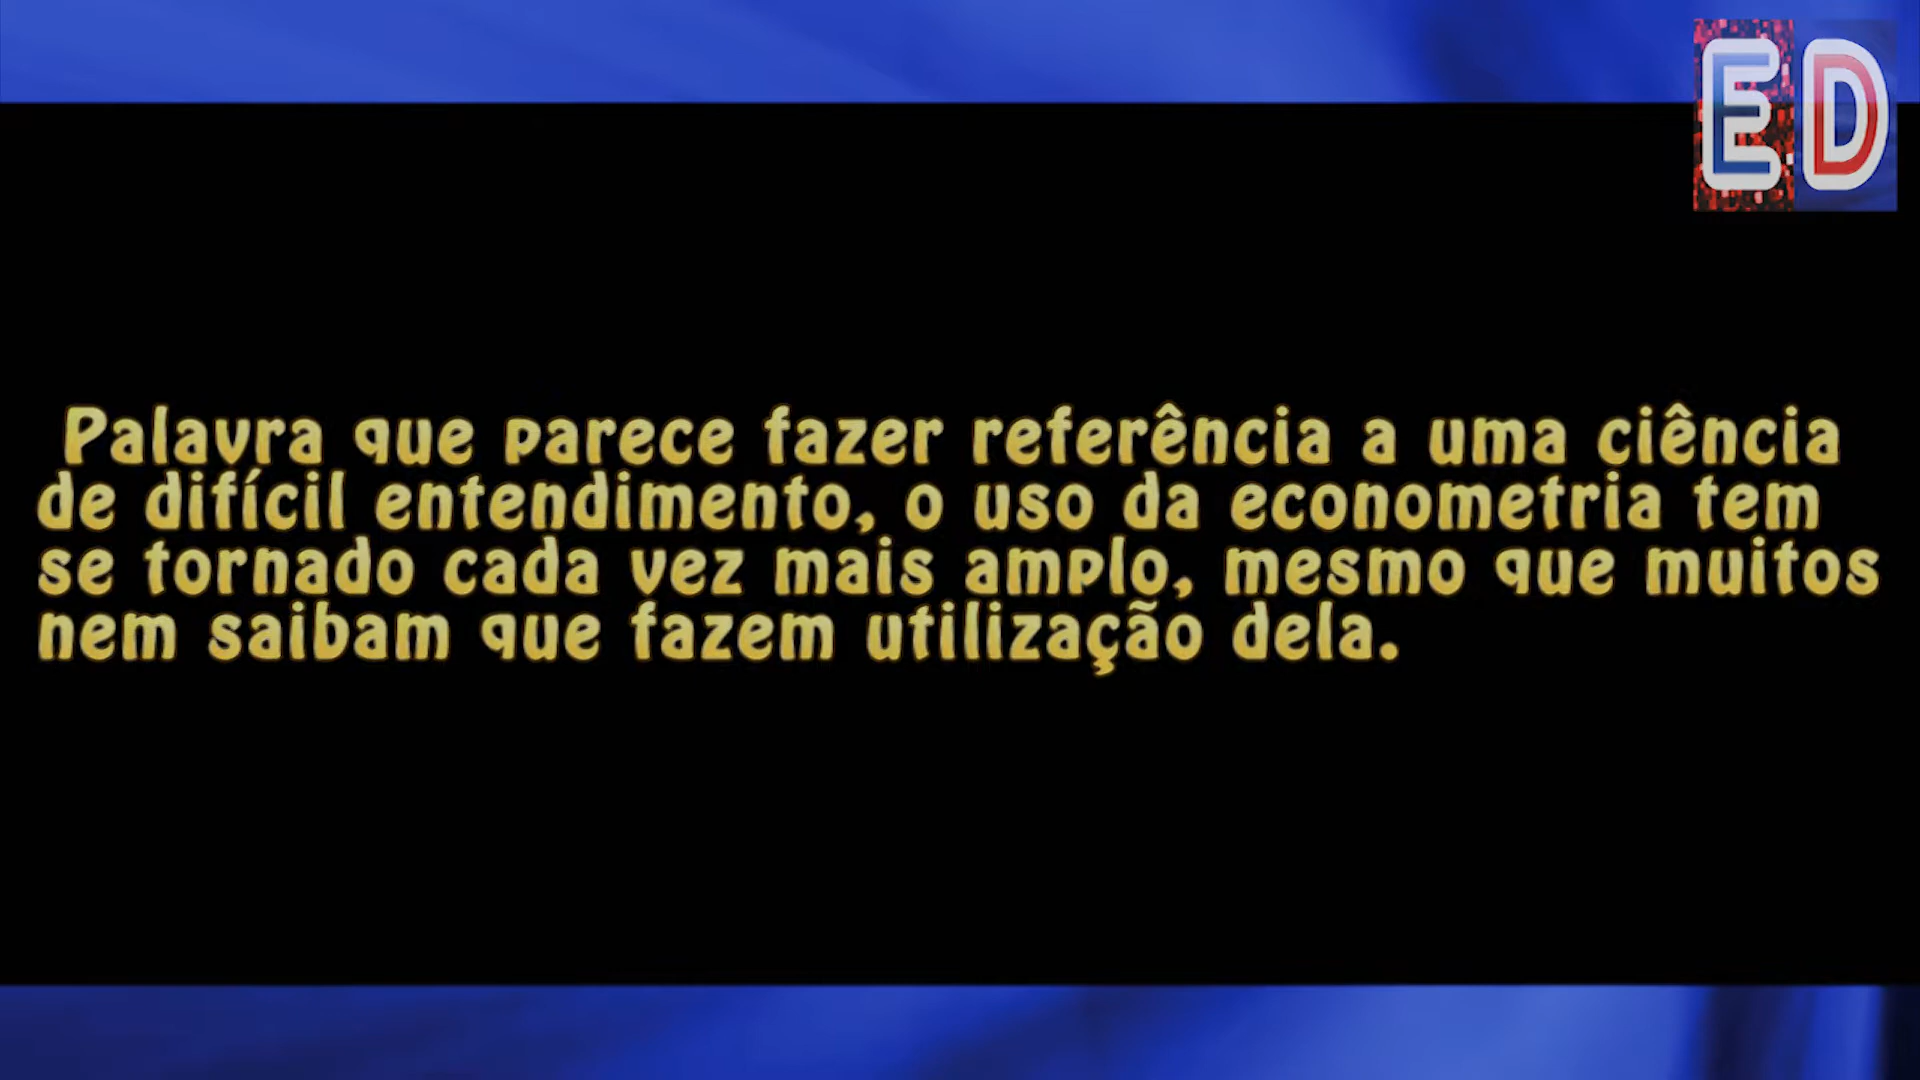 ED
Palavra que parece fazer referência a uma ciência
de difícil entendimento, o uso da econometria tem
se tornado cada vez mais amplo, mesmo que muitos
nem saibam que fazem utilização dela.